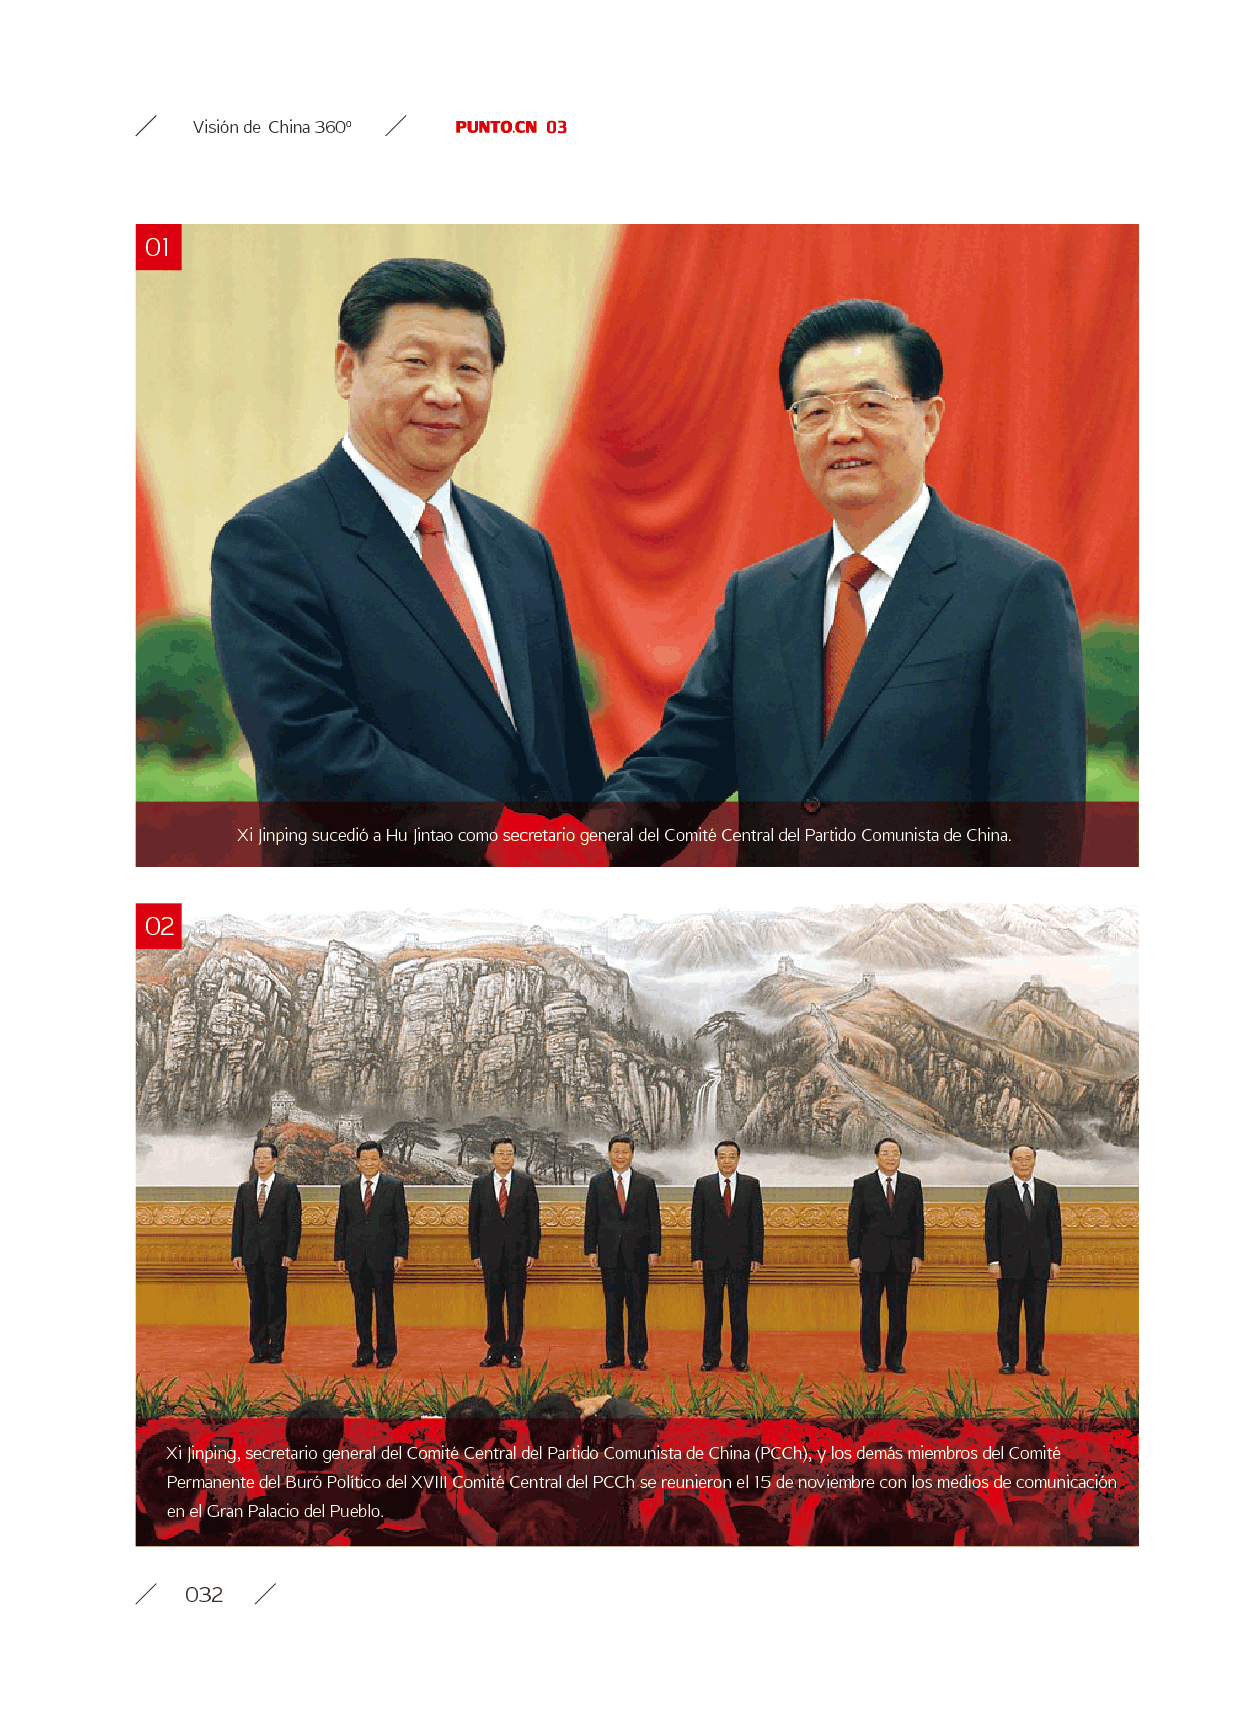 Visión de China 360º
PUNTO.CN 03
01
Xi Jinping sucedió a Hu Jintao como secretario general del Comité Central del Partido Comunista de China.
02
Xi Jinping, secretario general del Comité Central del Partido Comunista de China (PCCh), y los demás miembros del Comité
Permanente del Buró Político del XVIII Comité Central del PCCh se reunieron el 15 de noviembre con los medios de comunicación
en el Gran Palacio del Pueblo.
032